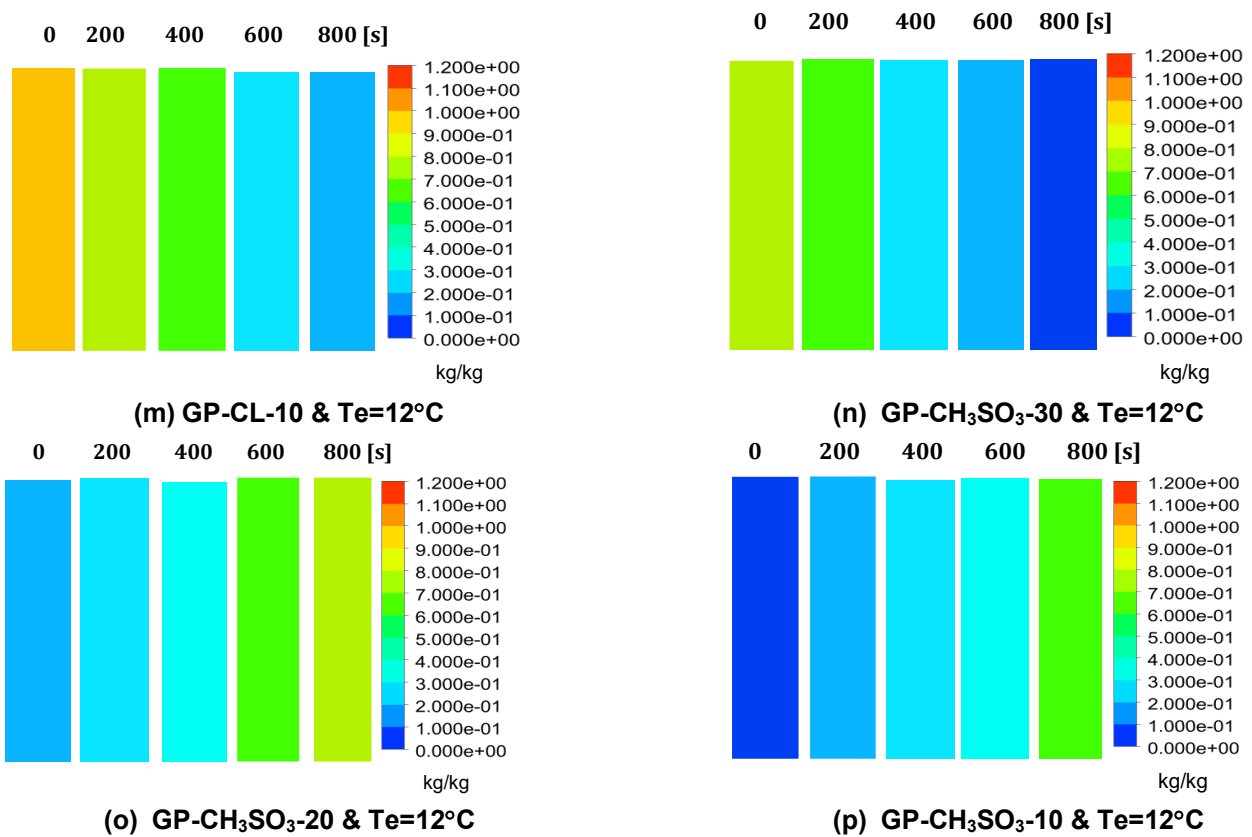 0 200 400 600 800 [s]
1.200e+00
1.100e+00
1.000e+00
9.000e-01
8.000e-01
7.000e-01
6.000e-01
5.000e-01
4.000e-01
3.000e-01
2.000e-01
1.000e-01
0.000e+00
kg/kg
(m) GP-CL-10 & Te=12°C
0 200 400 600 800 [s]
1.200e+00
1.100e+00
1.000e+00
9.000e-01
8.000e-01
7.000e-01
6.000e-01
5.000e-01
4.000e-01
3.000e-01
2.000e-01
1.000e-01
0.000e+00
kg/kg
(n) GP-CH₃SO₃-30 & Te=12°C
0 200 400 600 800 [s]
1.200e+00
1.100e+00
1.000e+00
9.000e-01
8.000e-01
7.000e-01
6.000e-01
5.000e-01
4.000e-01
3.000e-01
2.000e-01
1.000e-01
0.000e+00
kg/kg
(o) GP-CH₃SO₃-20 & Te=12°C
0 200 400 600 800 [s]
1.200e+00
1.100e+00
1.000e+00
9.000e-01
8.000e-01
7.000e-01
6.000e-01
5.000e-01
4.000e-01
3.000e-01
2.000e-01
1.000e-01
0.000e+00
kg/kg
(p) GP-CH₃SO₃-10 & Te=12°C